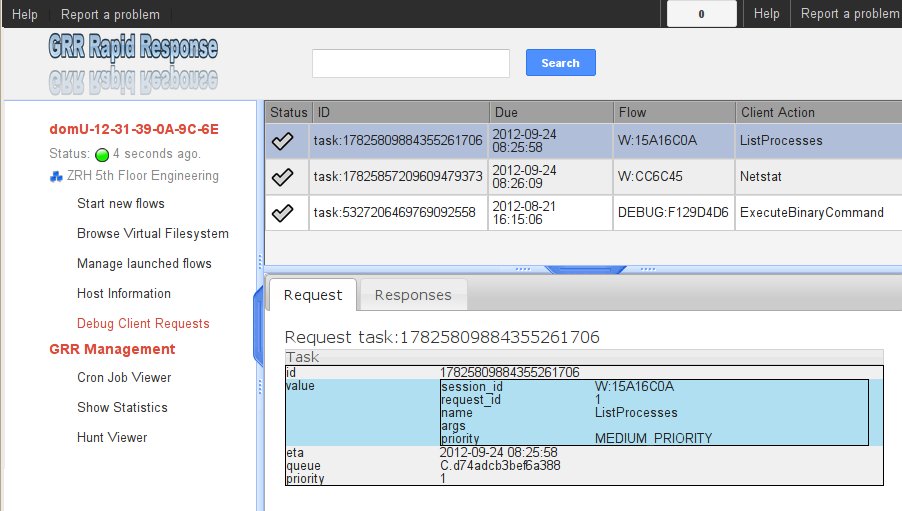 Help Report a problem 0 Help Report a problem
GRR Rapid Response
Search
domU-12-31-39-0A-9C-6E
Status: 4 seconds ago.
ZRH 5th Floor Engineering
Start new flows
Browse Virtual Filesystem
Manage launched flows
Host Information
Debug Client Requests
GRR Management
Cron Job Viewer
Show Statistics
Hunt Viewer
Status ID Due Flow Client Action
task:17825809884355261706 2012-09-24 08:25:58 W:15A16C0A ListProcesses
task:17825857209609479373 2012-09-24 08:26:09 W:CC6C45 Netstat
task:5327206469769092558 2012-08-21 16:15:06 DEBUG:F129D4D6 ExecuteBinaryCommand
Request Responses
Request task:17825809884355261706
Task
id 17825809884355261706
value session_id W:15A16C0A
request_id 1
name ListProcesses
args
priority MEDIUM_PRIORITY
eta 2012-09-24 08:25:58
queue C.d74adcb3bef6a388
priority 1